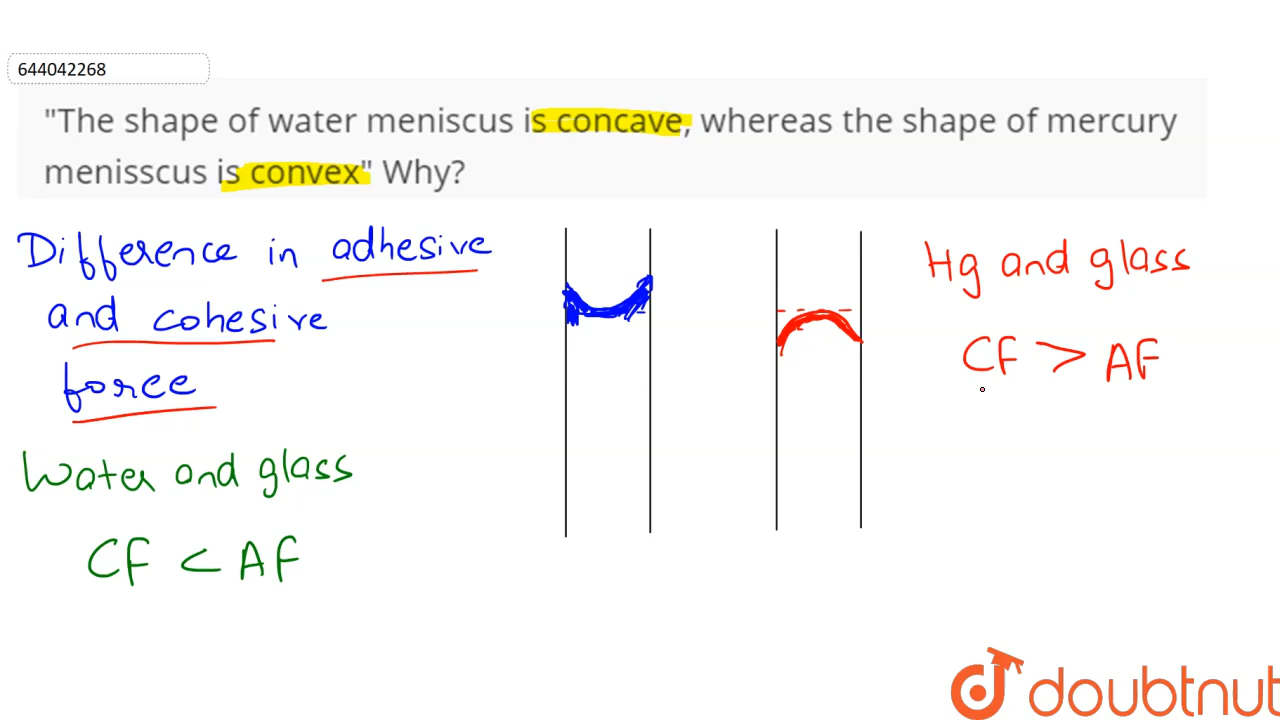 644042268
"The shape of water meniscus is concave, whereas the shape of mercury
menisscus is convex" Why?
Difference in adhesive
and cohesive
force
Water and glass
CF < AF
Hg and glass
CF > AF
doubtnut